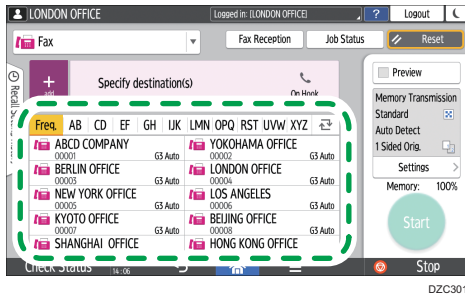 LONDON OFFICE
Logged in: [LONDON OFFICE]
?
Logout
Fax
Fax Reception
Job Status
Reset
Recall
add
Specify destination(s)
On Hook
Preview
Memory Transmission
Standard
Auto Detect
1 Sided Orig.
Settings >
Memory: 100%
Start
Freq. AB CD EF GH IJK LMN OPQ RST UVW XYZ
ABCD COMPANY
00001 G3 Auto
YOKOHAMA OFFICE
00002 G3 Auto
BERLIN OFFICE
00003 G3 Auto
LONDON OFFICE
00004 G3 Auto
NEW YORK OFFICE
00005 G3 Auto
LOS ANGELES
00006 G3 Auto
KYOTO OFFICE
00007 G3 Auto
BEIJING OFFICE
00008 G3 Auto
SHANGHAI OFFICE
HONG KONG OFFICE
Check Status
14:06
Stop
DZC301